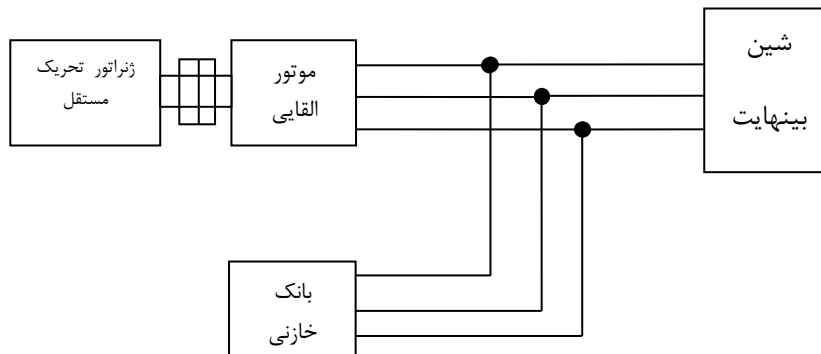 ژنراتور تحریک
مستقل
موتور
القایی
شین
بینهایت
بانک
خازنی